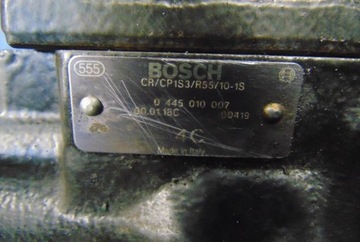 555 BOSCH
CR/CP1S3/R55/10-1S
0 445 010 007
00.01.18C 00419
4C
Made in Italy